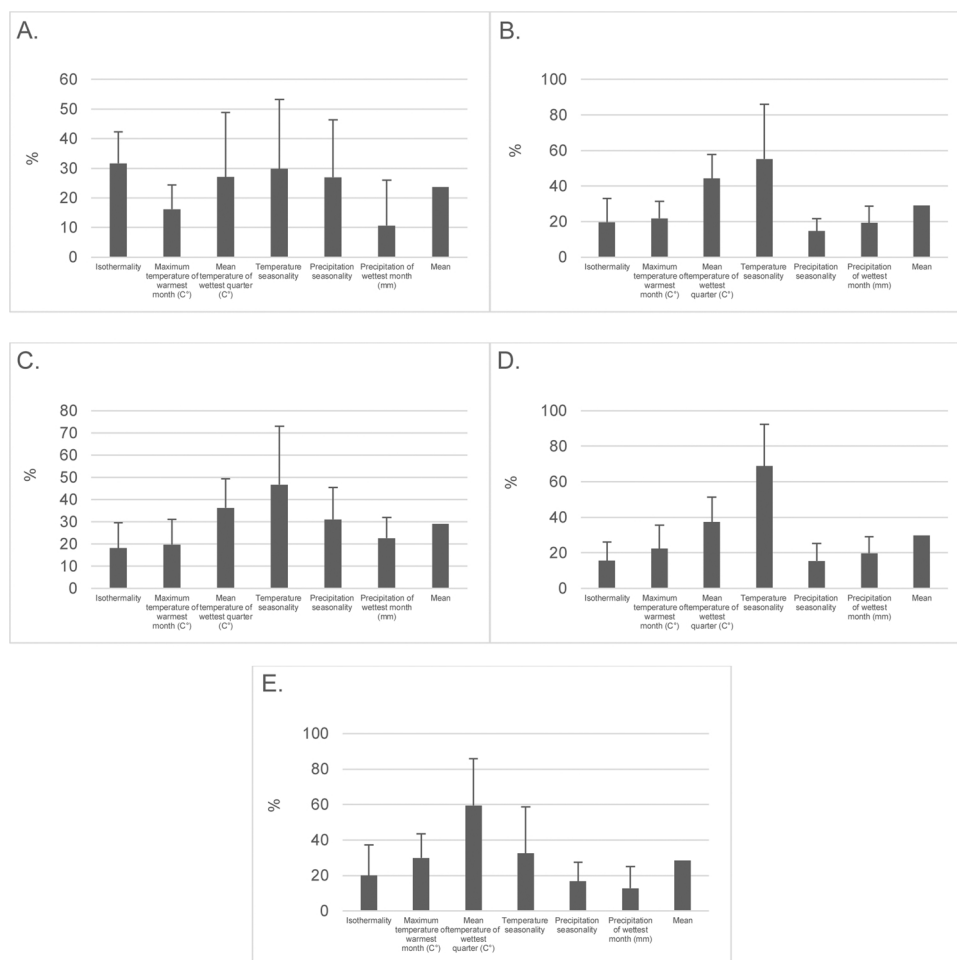 A.
60
50
40
30
20
10
0
%
Isothermality
Maximum
temperature of
warmest
month (C°)
Mean
temperature of
wettest quarter
(C°)
Temperature
seasonality
Precipitation
seasonality
Precipitation of
wettest month
(mm)
Mean
B.
100
80
60
40
20
0
%
Isothermality
Maximum
temperature of
warmest
month (C°)
Mean
temperature of
wettest
quarter (C°)
Temperature
seasonality
Precipitation
seasonality
Precipitation
of wettest
month (mm)
Mean
C.
80
70
60
50
40
30
20
10
0
%
Isothermality
Maximum
temperature of
warmest
month (C°)
Mean
temperature of
wettest quarter
(C°)
Temperature
seasonality
Precipitation
seasonality
Precipitation
of wettest month
(mm)
Mean
D.
100
80
60
40
20
0
%
Isothermality
Maximum
temperature of
warmest
month (C°)
Mean
temperature of
wettest
quarter (C°)
Temperature
seasonality
Precipitation
seasonality
Precipitation
of wettest
month (mm)
Mean
E.
100
80
60
40
20
0
%
Isothermality
Maximum
temperature of
warmest
month (C°)
Mean
temperature of
wettest
quarter (C°)
Temperature
seasonality
Precipitation
seasonality
Precipitation
of wettest
month (mm)
Mean